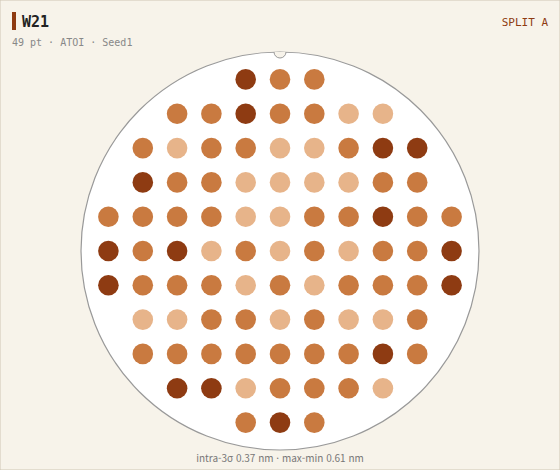 W21
SPLIT A
49 pt · ATOI · Seed1
intra-3σ 0.37 nm · max-min 0.61 nm